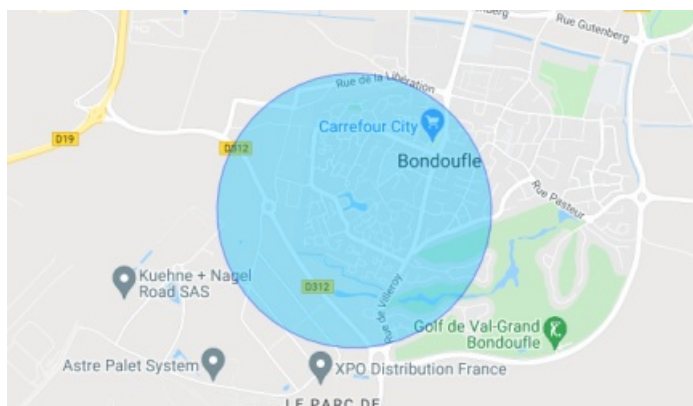 Rue Gutenberg
Rue de la Libération
Carrefour City
D19
D312
Bondoufle
Rue Pasteur
Kuehne + Nagel
Road SAS
D312
Rue de Villeroy
Golf de Val-Grand
Bondoufle
Astre Palet System
XPO Distribution France
LE PARC DE